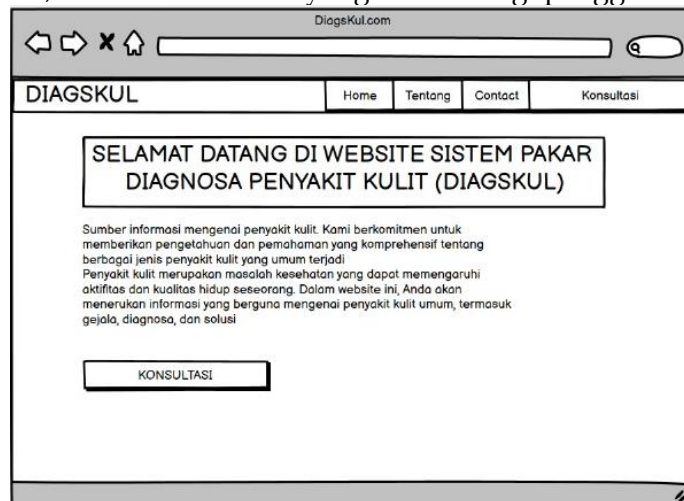 DiagsKul.com
DIAGSKUL
Home
Tentang
Contact
Konsultasi
SELAMAT DATANG DI WEBSITE SISTEM PAKAR
DIAGNOSA PENYAKIT KULIT (DIAGSKUL)
Sumber informasi mengenai penyakit kulit. Kami berkomitmen untuk
memberikan pengetahuan dan pemahaman yang komprehensif tentang
berbagai jenis penyakit kulit yang umum terjadi
Penyakit kulit merupakan masalah kesehatan yang dapat memengaruhi
aktifitas dan kualitas hidup seseorang. Dalam website ini, Anda akan
menerukan informasi yang berguna mengenai penyakit kulit umum, termasuk
gejala, diagnosa, dan solusi
KONSULTASI